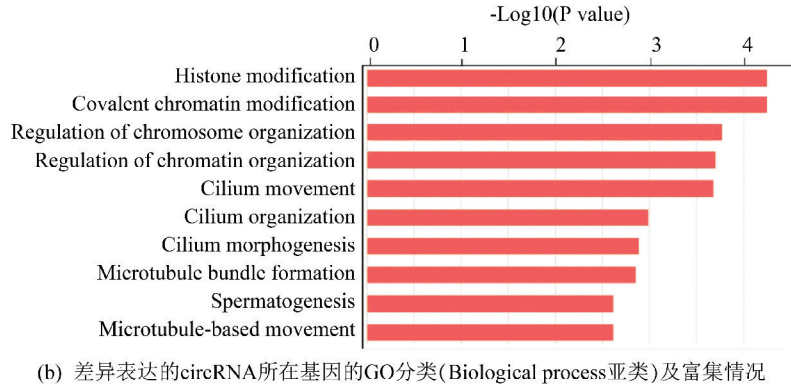 -Log10(P value)
0 1 2 3 4
Histone modification
Covalent chromatin modification
Regulation of chromosome organization
Regulation of chromatin organization
Cilium movement
Cilium organization
Cilium morphogenesis
Microtubule bundle formation
Spermatogenesis
Microtubule-based movement
(b) 差异表达的circRNA所在基因的GO分类(Biological process亚类)及富集情况